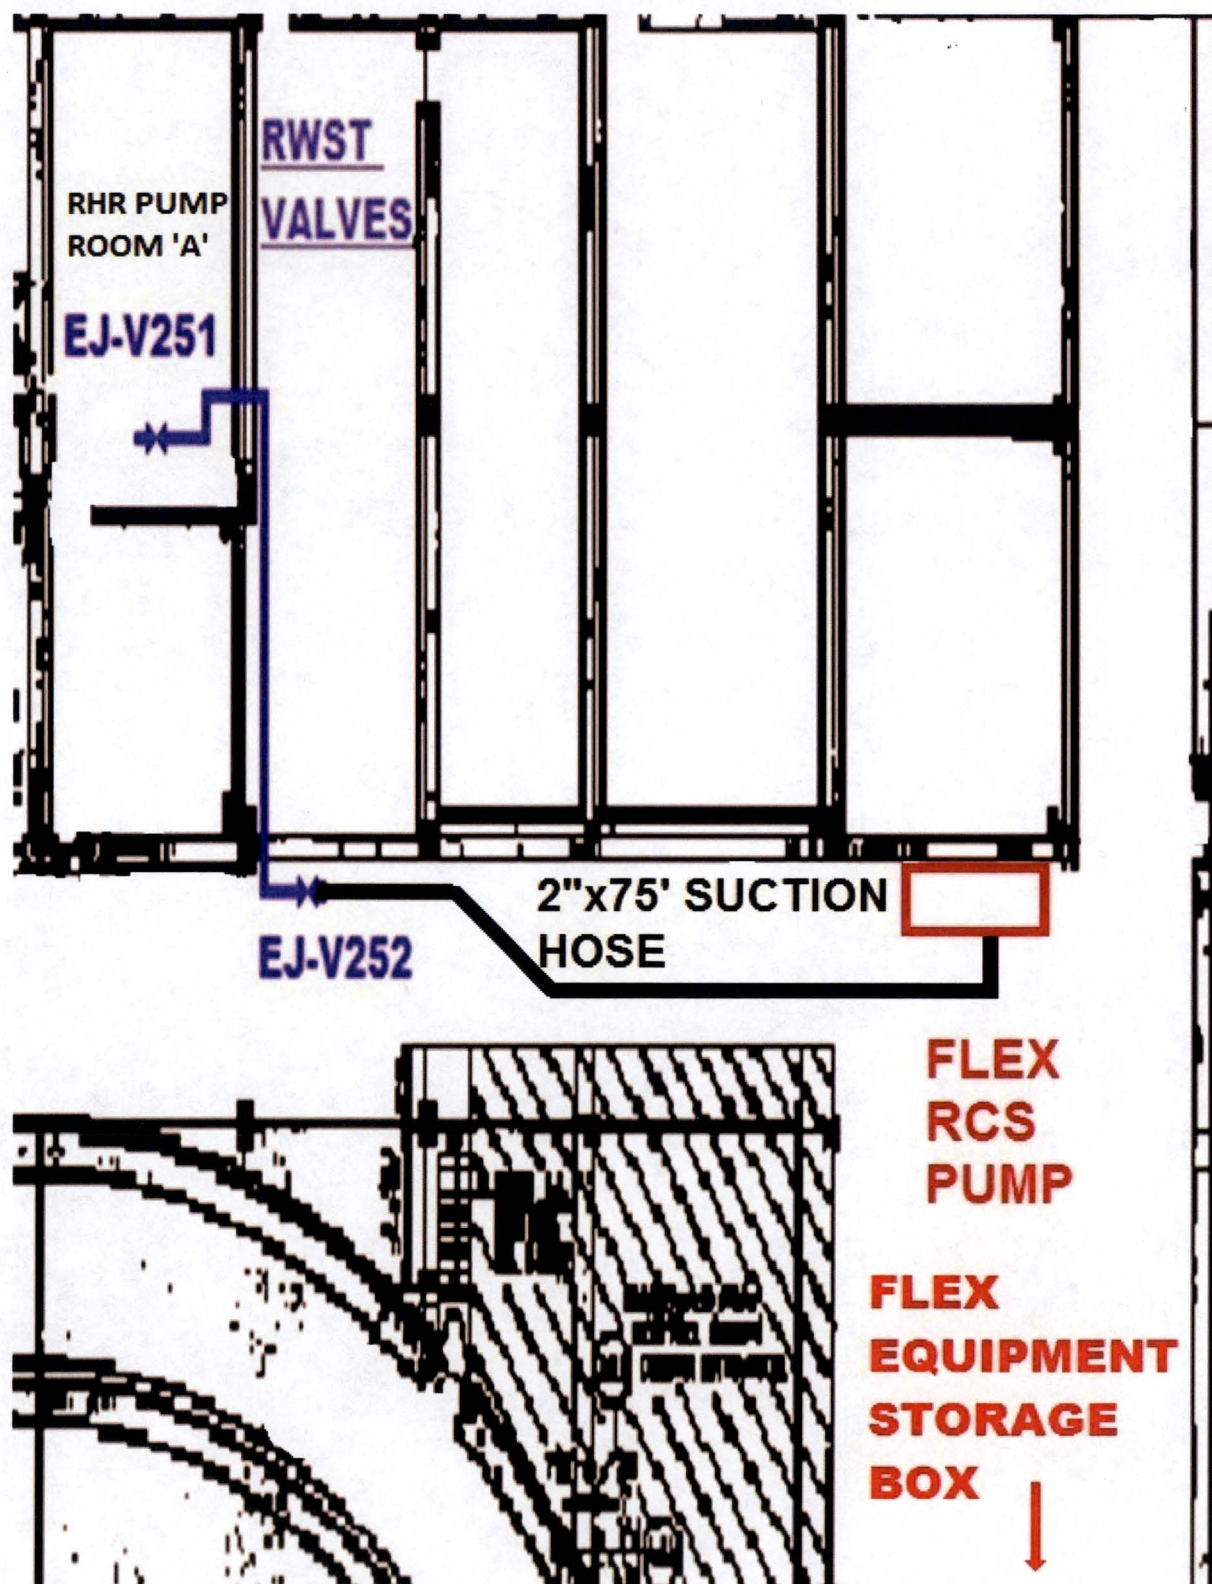 RWST
VALVES
RHR PUMP
ROOM 'A'
EJ-V251
2"x75' SUCTION
HOSE
EJ-V252
FLEX
RCS
PUMP
FLEX
EQUIPMENT
STORAGE
BOX